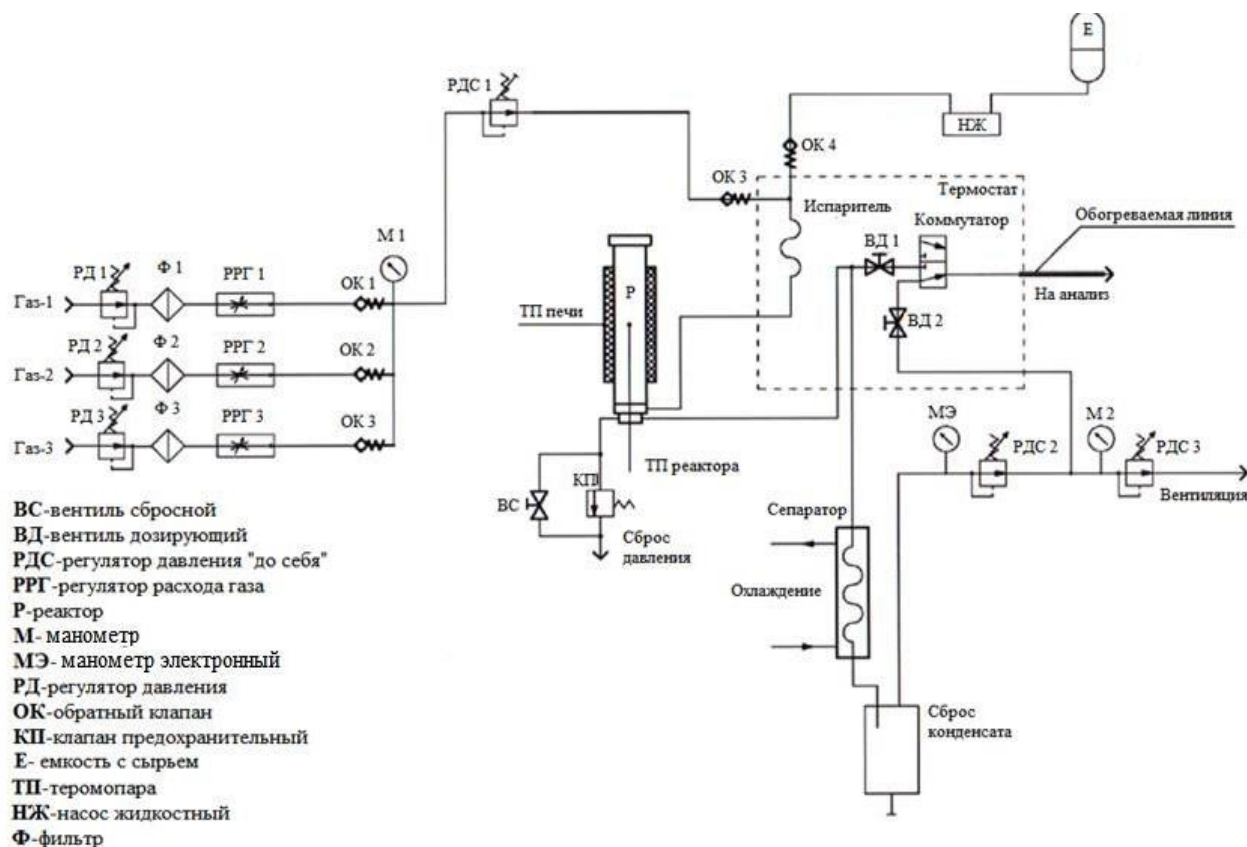 Е
РДС 1
НЖ
ОК 4
ОК 3
Термостат
Испаритель
Коммутатор
Обогреваемая линия
ВД 1
На анализ
ВД 2
М 1
РД 1
Ф 1
РРГ 1
ОК 1
Газ-1
Р
ТП печи
РД 2
Ф 2
РРГ 2
ОК 2
Газ-2
РД 3
Ф 3
РРГ 3
ОК 3
Газ-3
МЭ
М 2
РДС 2
РДС 3
Вентиляция
ТП реактора
КП
ВС
Сброс
давления
Сепаратор
Охлаждение
Сброс
конденсата
ВС-вентиль сбросной
ВД-вентиль дозирующий
РДС-регулятор давления "до себя"
РРГ-регулятор расхода газа
Р-реактор
М- манометр
МЭ- манометр электронный
РД-регулятор давления
ОК-обратный клапан
КП-клапан предохранительный
Е- емкость с сырьем
ТП-теромопара
НЖ-насос жидкостный
Ф-фильтр